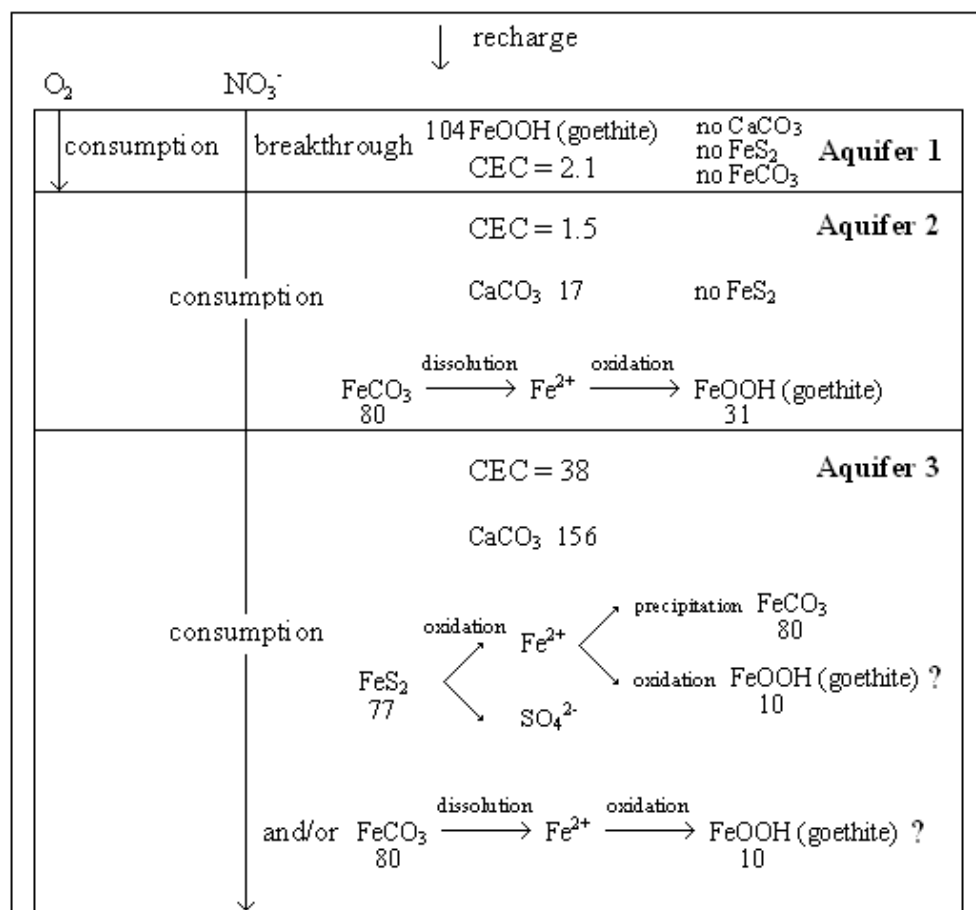 recharge
O₂ NO₃⁻
consumption breakthrough 104 FeOOH (goethite) no CaCO₃ Aquifer 1
CEC = 2.1 no FeS₂
no FeCO₃
CEC = 1.5 Aquifer 2
consumption CaCO₃ 17 no FeS₂
dissolution oxidation
FeCO₃ Fe²⁺ FeOOH (goethite)
80 31
CEC = 38 Aquifer 3
CaCO₃ 156
precipitation FeCO₃
80
consumption oxidation Fe²⁺
FeS₂ oxidation FeOOH (goethite) ?
77 10
SO₄²⁻
dissolution oxidation
and/or FeCO₃ Fe²⁺ FeOOH (goethite) ?
80 10